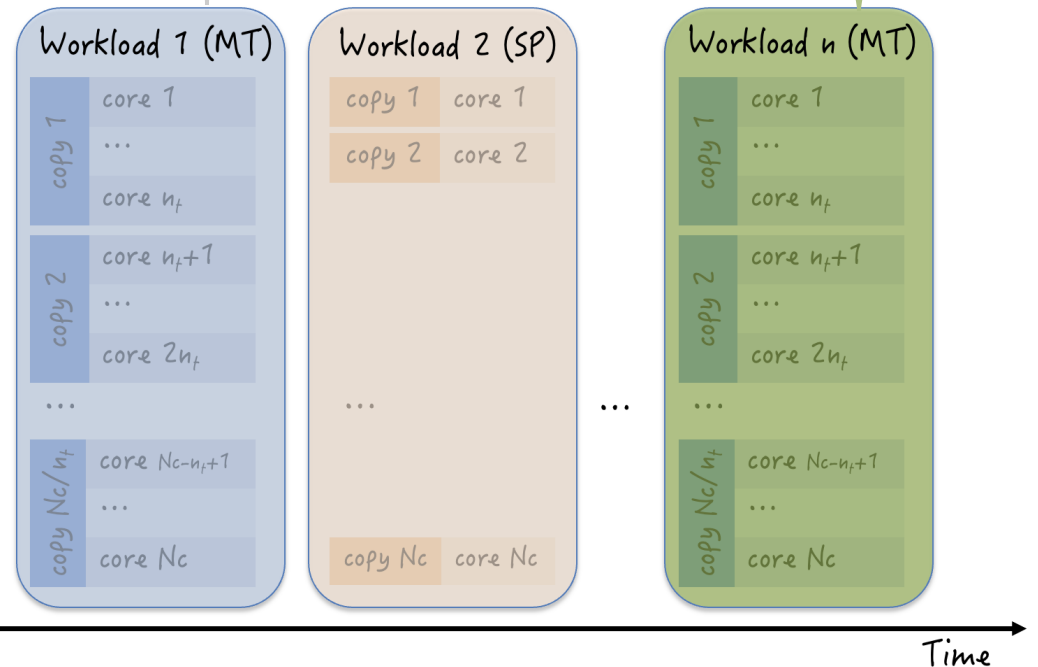 Workload 1 (MT)
copy 1
core 1
...
core nt
copy 2
core nt+1
...
core 2nt
...
copy Nc/nt
core Nc-nt+1
...
core Nc
Workload 2 (SP)
copy 1 core 1
copy 2 core 2
...
copy Nc core Nc
...
Workload n (MT)
copy 1
core 1
...
core nt
copy 2
core nt+1
...
core 2nt
...
copy Nc/nt
core Nc-nt+1
...
core Nc
Time